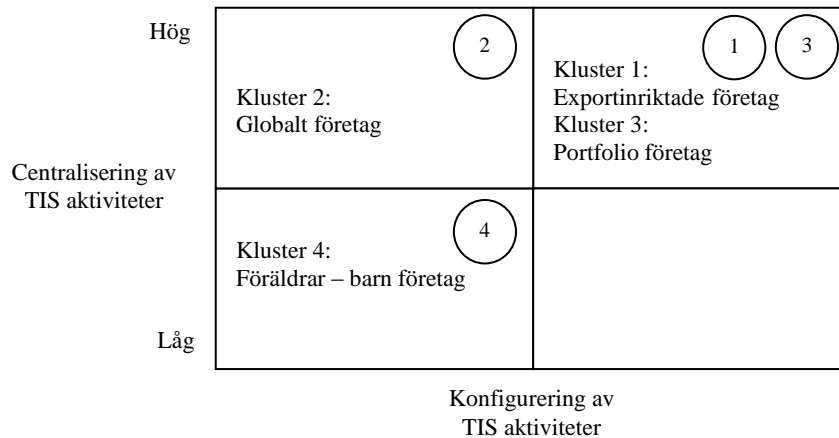 Hög
2
1
3
Kluster 2:
Globalt företag
Kluster 1:
Exportinriktade företag
Kluster 3:
Portfolio företag
Centralisering av
TIS aktiviteter
4
Kluster 4:
Föräldrar – barn företag
Låg
Konfigurering av
TIS aktiviteter